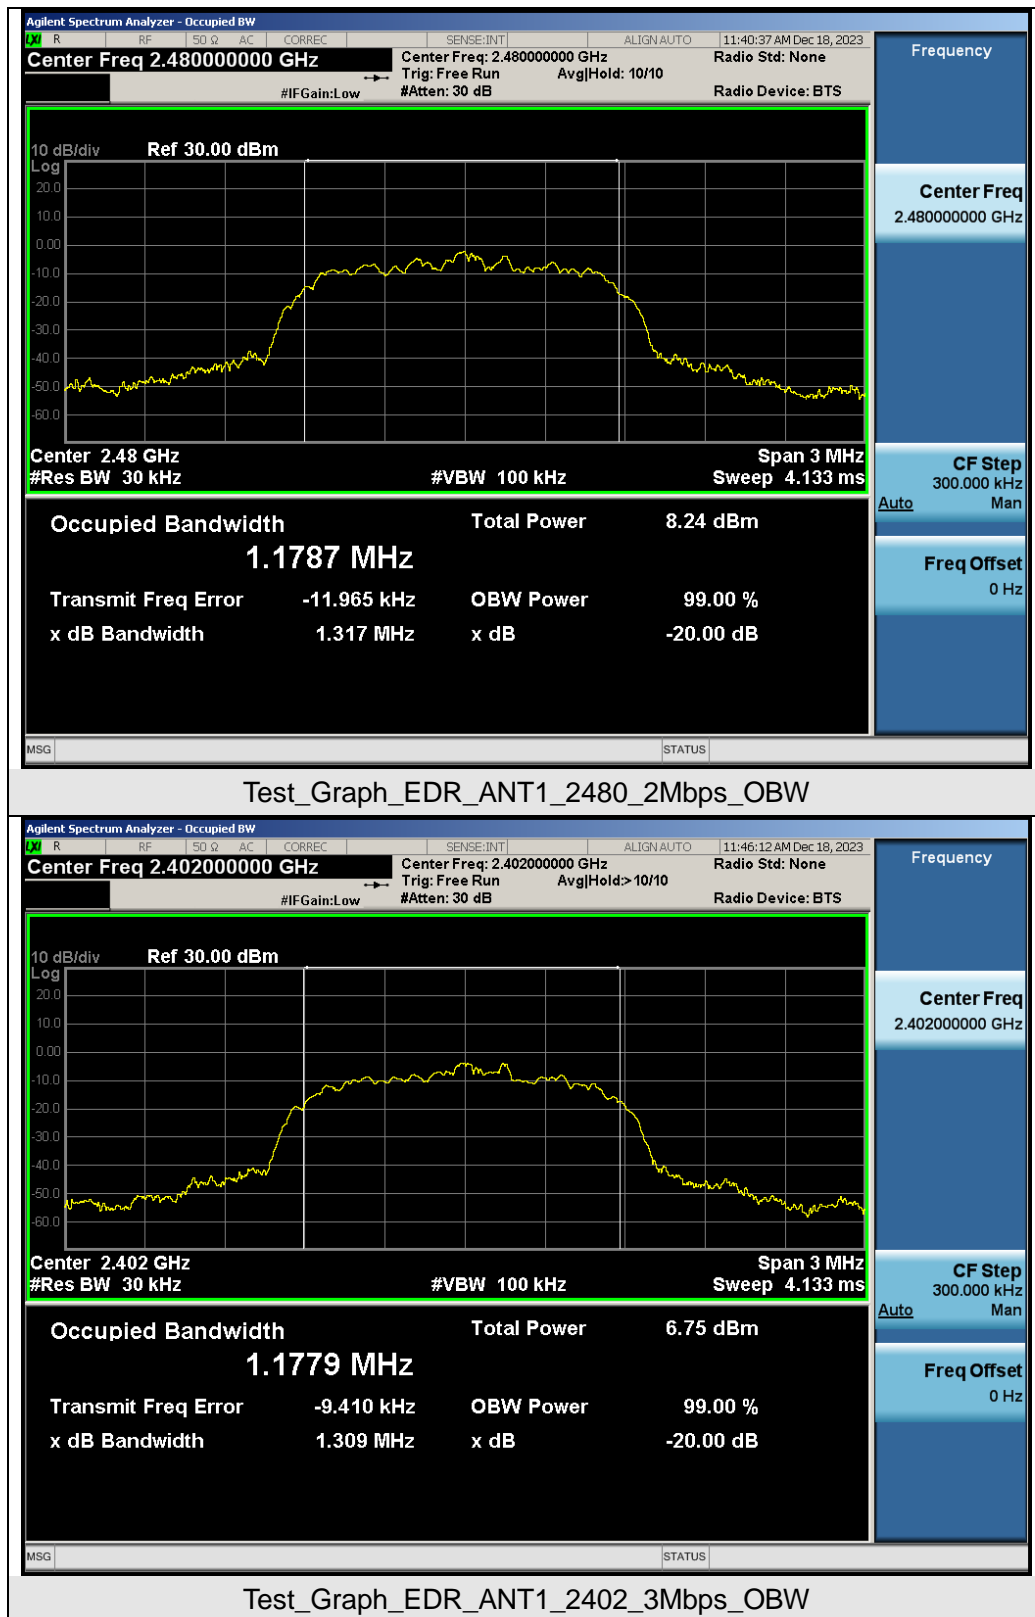 Agilent Spectrum Analyzer - Occupied BW
LXI R RF 50 Ω AC CORREC SENSE:INT ALIGN AUTO 11:40:37 AM Dec 18, 2023
Center Freq 2.480000000 GHz Center Freq: 2.480000000 GHz Radio Std: None Frequency
Trig: Free Run Avg|Hold: 10/10
#IFGain:Low #Atten: 30 dB Radio Device: BTS
10 dB/div Ref 30.00 dBm
Log
20.0
10.0
0.00
-10.0
-20.0
-30.0
-40.0
-50.0
-60.0
Center Freq
2.480000000 GHz
Center 2.48 GHz Span 3 MHz
#Res BW 30 kHz #VBW 100 kHz Sweep 4.133 ms
CF Step
300.000 kHz
Auto Man
Occupied Bandwidth Total Power 8.24 dBm
1.1787 MHz
Freq Offset
0 Hz
Transmit Freq Error -11.965 kHz OBW Power 99.00 %
x dB Bandwidth 1.317 MHz x dB -20.00 dB
MSG STATUS
Test_Graph_EDR_ANT1_2480_2Mbps_OBW
Agilent Spectrum Analyzer - Occupied BW
LXI R RF 50 Ω AC CORREC SENSE:INT ALIGN AUTO 11:46:12 AM Dec 18, 2023
Center Freq 2.402000000 GHz Center Freq: 2.402000000 GHz Radio Std: None Frequency
Trig: Free Run Avg|Hold:> 10/10
#IFGain:Low #Atten: 30 dB Radio Device: BTS
10 dB/div Ref 30.00 dBm
Log
20.0
10.0
0.00
-10.0
-20.0
-30.0
-40.0
-50.0
-60.0
Center Freq
2.402000000 GHz
Center 2.402 GHz Span 3 MHz
#Res BW 30 kHz #VBW 100 kHz Sweep 4.133 ms
CF Step
300.000 kHz
Auto Man
Occupied Bandwidth Total Power 6.75 dBm
1.1779 MHz
Freq Offset
0 Hz
Transmit Freq Error -9.410 kHz OBW Power 99.00 %
x dB Bandwidth 1.309 MHz x dB -20.00 dB
MSG STATUS
Test_Graph_EDR_ANT1_2402_3Mbps_OBW